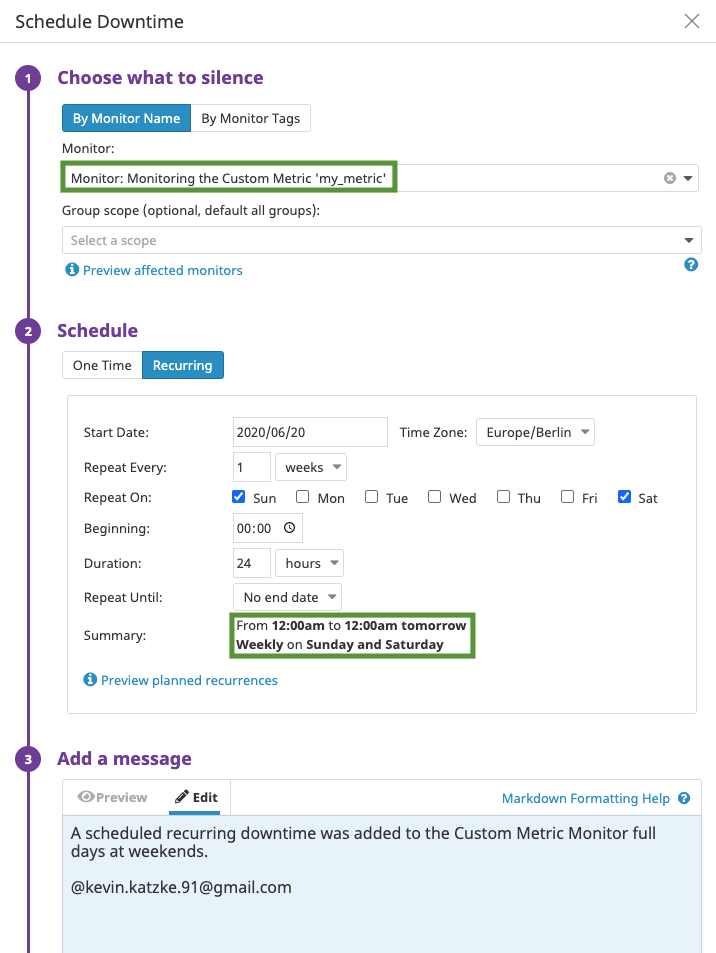 Schedule Downtime
1 Choose what to silence
By Monitor Name By Monitor Tags
Monitor:
Monitor: Monitoring the Custom Metric 'my_metric'
Group scope (optional, default all groups):
Select a scope
Preview affected monitors
2 Schedule
One Time Recurring
Start Date: 2020/06/20 Time Zone: Europe/Berlin
Repeat Every: 1 weeks
Repeat On: Sun Mon Tue Wed Thu Fri Sat
Beginning: 00:00
Duration: 24 hours
Repeat Until: No end date
Summary: From 12:00am to 12:00am tomorrow
Weekly on Sunday and Saturday
Preview planned recurrences
3 Add a message
Preview Edit Markdown Formatting Help
A scheduled recurring downtime was added to the Custom Metric Monitor full
days at weekends.
@kevin.katzke.91@gmail.com